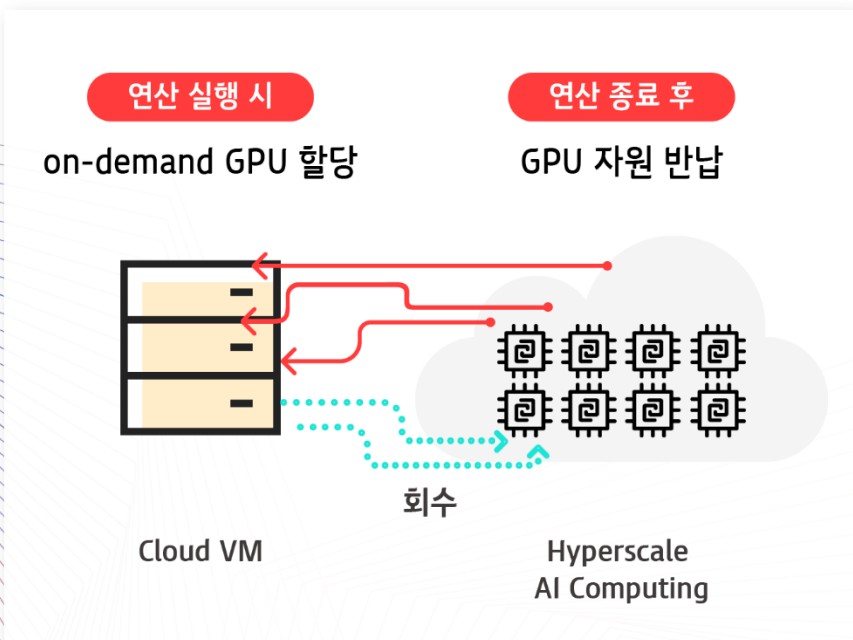 연산 실행 시
on-demand GPU 할당
연산 종료 후
GPU 자원 반납
회수
Cloud VM
Hyperscale
AI Computing